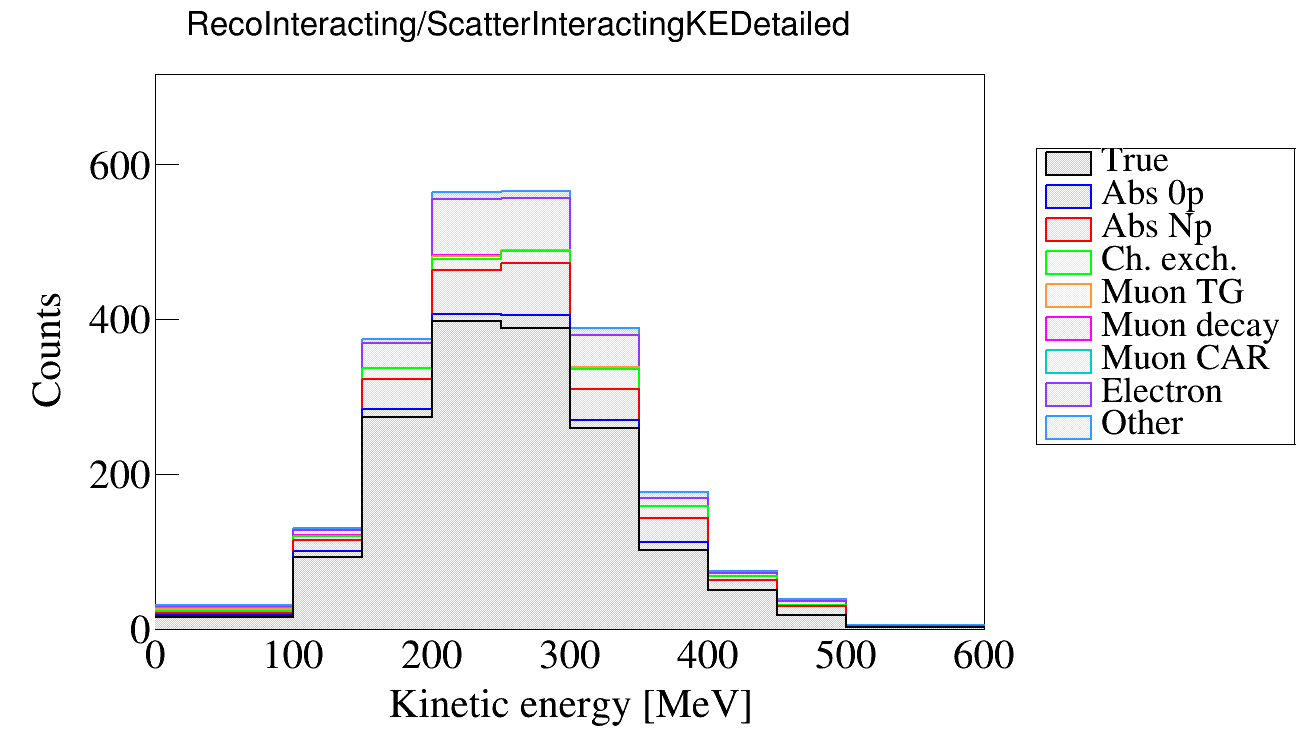 RecoInteracting/ScatterInteractingKEDetailed
600
400
200
0
Counts
0 100 200 300 400 500 600
Kinetic energy [MeV]
True
Abs 0p
Abs Np
Ch. exch.
Muon TG
Muon decay
Muon CAR
Electron
Other